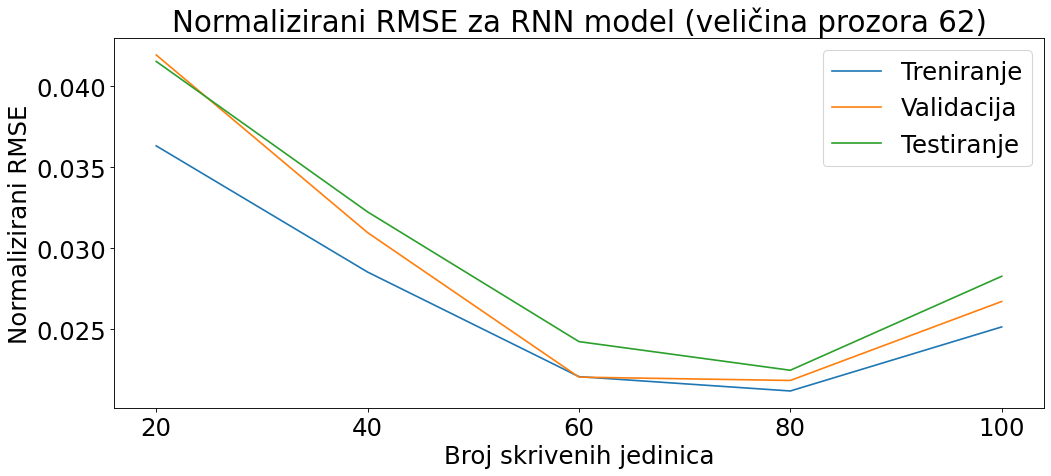 Normalizirani RMSE za RNN model (veličina prozora 62)
Treniranje
Validacija
Testiranje
Normalizirani RMSE
0.040
0.035
0.030
0.025
20 40 60 80 100
Broj skrivenih jedinica